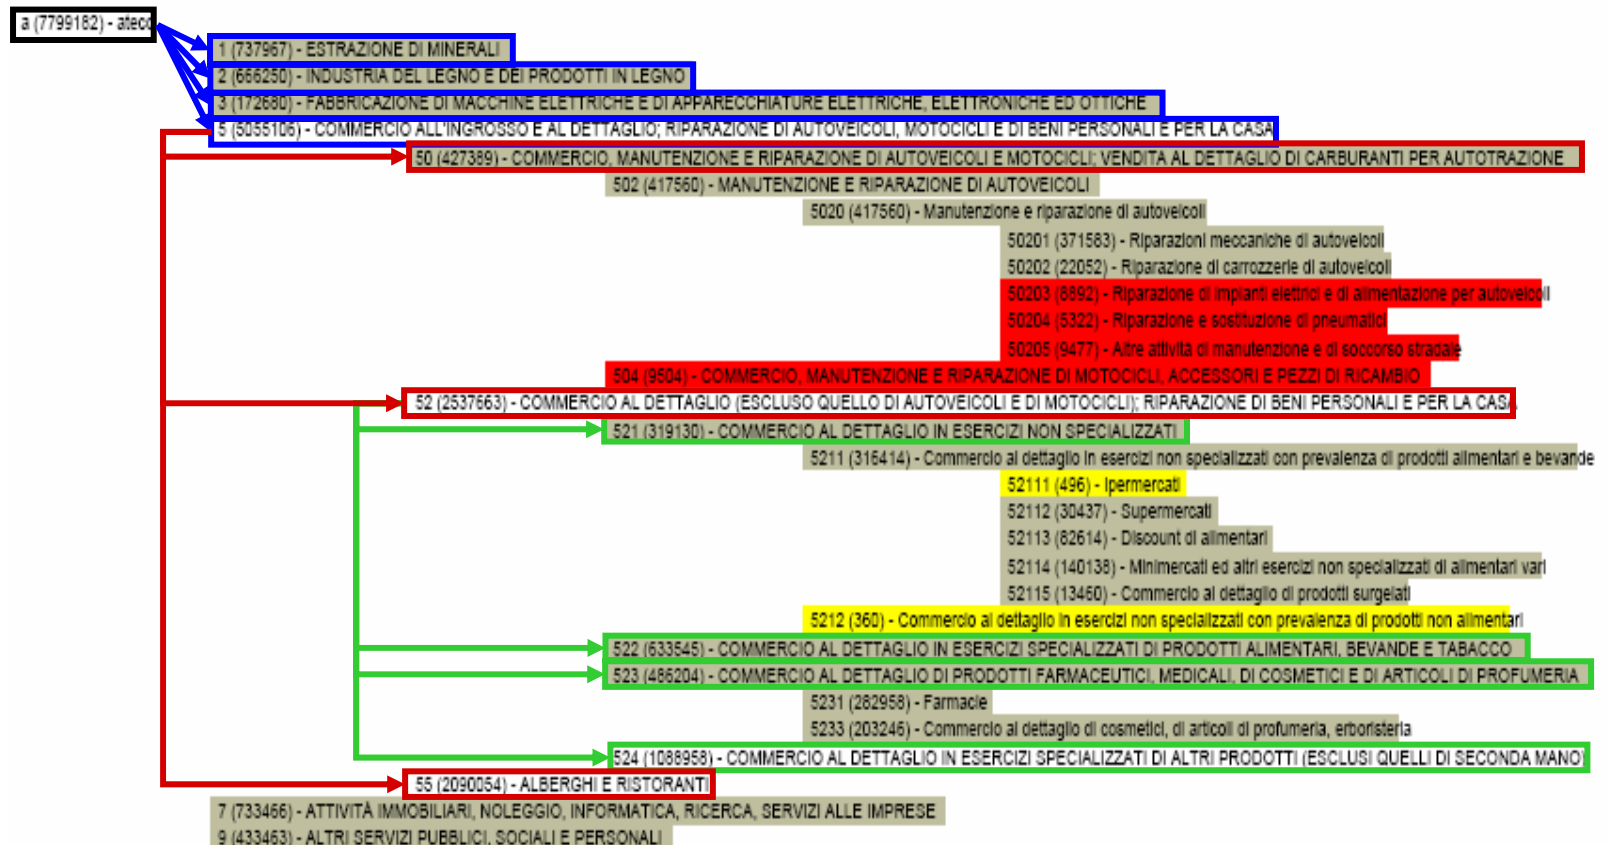 a (7799182) - ateco
1 (737967) - ESTRAZIONE DI MINERALI
2 (666250) - INDUSTRIA DEL LEGNO E DEI PRODOTTI IN LEGNO
3 (172680) - FABBRICAZIONE DI MACCHINE ELETTRICHE E DI APPARECCHIATURE ELETTRICHE, ELETTRONICHE ED OTTICHE
5 (5055106) - COMMERCIO ALL'INGROSSO E AL DETTAGLIO; RIPARAZIONE DI AUTOVEICOLI, MOTOCICLI E DI BENI PERSONALI E PER LA CASA
50 (427389) - COMMERCIO, MANUTENZIONE E RIPARAZIONE DI AUTOVEICOLI E MOTOCICLI; VENDITA AL DETTAGLIO DI CARBURANTI PER AUTOTRAZIONE
502 (417560) - MANUTENZIONE E RIPARAZIONE DI AUTOVEICOLI
5020 (417560) - Manutenzione e riparazione di autoveicoli
50201 (371583) - Riparazioni meccaniche di autoveicoli
50202 (22052) - Riparazione di carrozzerie di autoveicoli
50203 (8892) - Riparazione di impianti elettrici e di alimentazione per autoveicoli
50204 (5322) - Riparazione e sostituzione di pneumatici
50205 (9477) - Altre attività di manutenzione e di soccorso stradale
504 (9504) - COMMERCIO, MANUTENZIONE E RIPARAZIONE DI MOTOCICLI, ACCESSORI E PEZZI DI RICAMBIO
52 (2537663) - COMMERCIO AL DETTAGLIO (ESCLUSO QUELLO DI AUTOVEICOLI E DI MOTOCICLI); RIPARAZIONE DI BENI PERSONALI E PER LA CASA
521 (319130) - COMMERCIO AL DETTAGLIO IN ESERCIZI NON SPECIALIZZATI
5211 (316414) - Commercio al dettaglio in esercizi non specializzati con prevalenza di prodotti alimentari e bevande
52111 (496) - Ipermercati
52112 (30437) - Supermercati
52113 (82614) - Discount di alimentari
52114 (140138) - Minimercati ed altri esercizi non specializzati di alimentari vari
52115 (13460) - Commercio al dettaglio di prodotti surgelati
5212 (360) - Commercio al dettaglio in esercizi non specializzati con prevalenza di prodotti non alimentari
522 (633545) - COMMERCIO AL DETTAGLIO IN ESERCIZI SPECIALIZZATI DI PRODOTTI ALIMENTARI, BEVANDE E TABACCO
523 (486204) - COMMERCIO AL DETTAGLIO DI PRODOTTI FARMACEUTICI, MEDICALI, DI COSMETICI E DI ARTICOLI DI PROFUMERIA
5231 (282958) - Farmacie
5233 (203246) - Commercio al dettaglio di cosmetici, di articoli di profumeria, erboristeria
524 (1088958) - COMMERCIO AL DETTAGLIO IN ESERCIZI SPECIALIZZATI DI ALTRI PRODOTTI (ESCLUSI QUELLI DI SECONDA MANO)
55 (2090054) - ALBERGHI E RISTORANTI
7 (733466) - ATTIVITÀ IMMOBILIARI, NOLEGGIO, INFORMATICA, RICERCA, SERVIZI ALLE IMPRESE
9 (433463) - ALTRI SERVIZI PUBBLICI, SOCIALI E PERSONALI